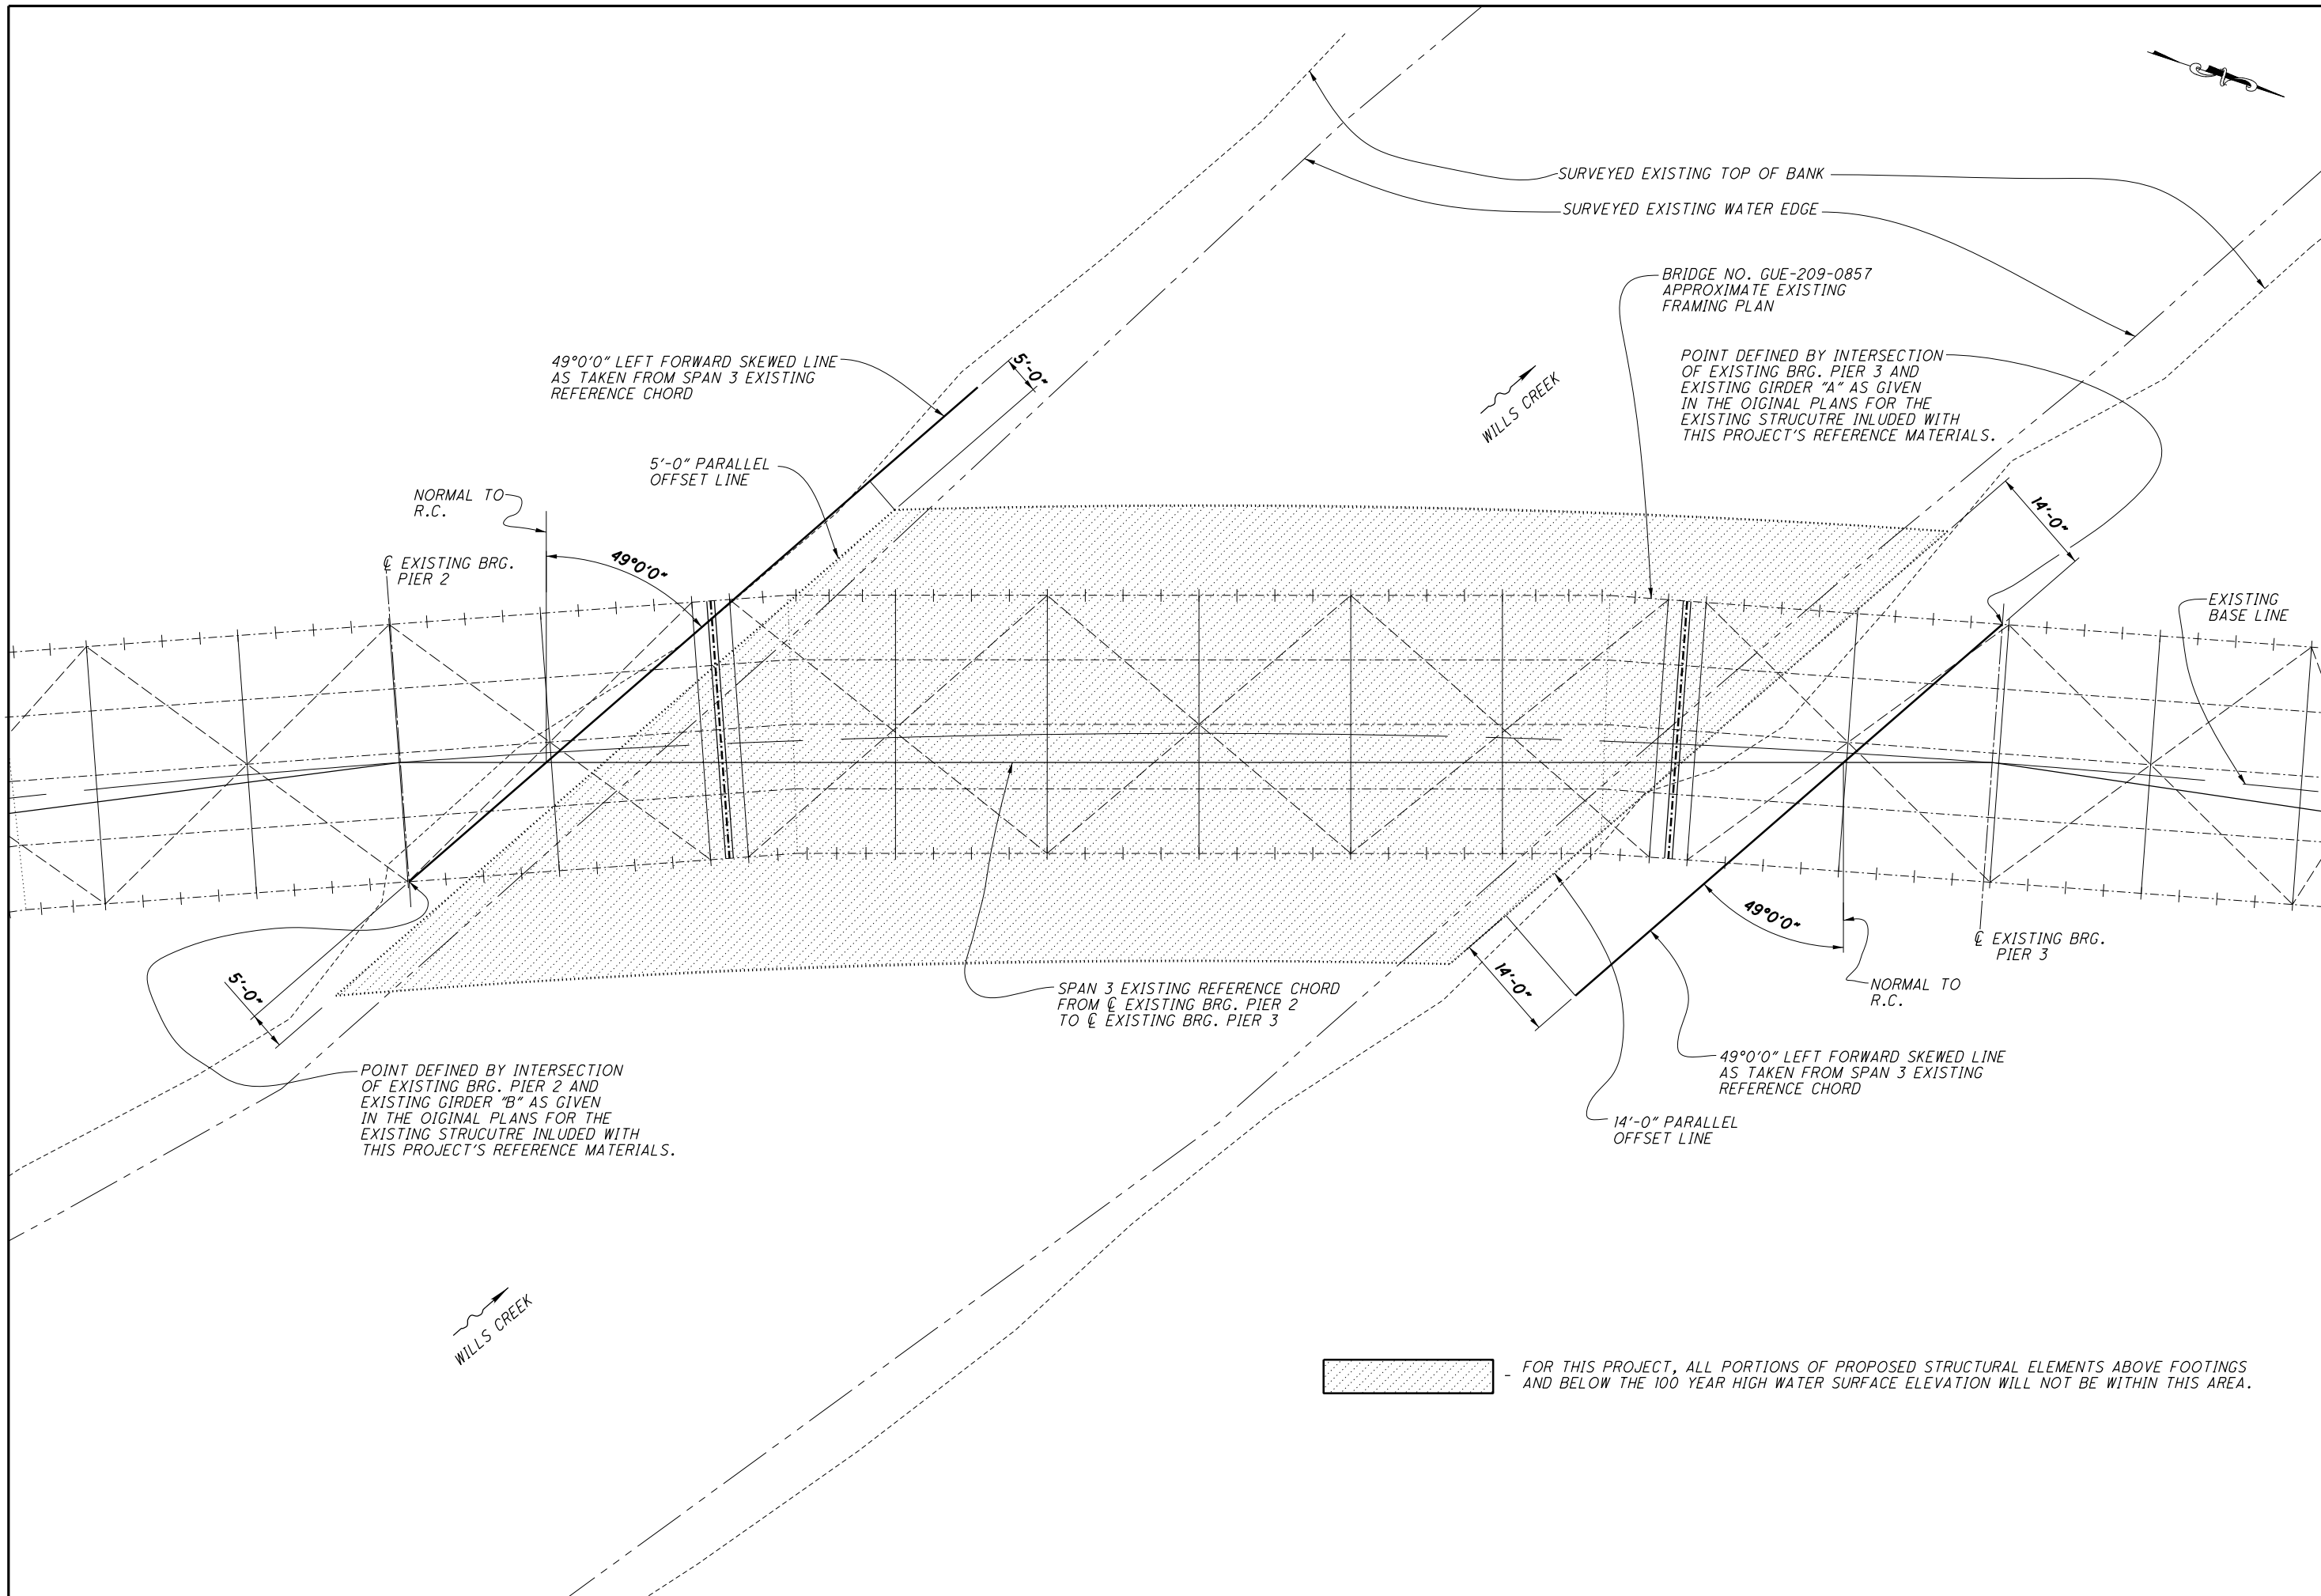 SURVEYED EXISTING TOP OF BANK
SURVEYED EXISTING WATER EDGE
BRIDGE NO. GUE-209-0857
APPROXIMATE EXISTING
FRAMING PLAN
49°0'0" LEFT FORWARD SKEWED LINE
AS TAKEN FROM SPAN 3 EXISTING
REFERENCE CHORD
5'-0"
WILLS CREEK
POINT DEFINED BY INTERSECTION
OF EXISTING BRG. PIER 3 AND
EXISTING GIRDER "A" AS GIVEN
IN THE OIGINAL PLANS FOR THE
EXISTING STRUCUTRE INLUDED WITH
THIS PROJECT'S REFERENCE MATERIALS.
5'-0" PARALLEL
OFFSET LINE
NORMAL TO
R.C.
14'-0"
℄ EXISTING BRG.
PIER 2
49°0'0"
EXISTING
BASE LINE
49°0'0"
℄ EXISTING BRG.
PIER 3
5'-0"
14'-0"
SPAN 3 EXISTING REFERENCE CHORD
FROM ℄ EXISTING BRG. PIER 2
TO ℄ EXISTING BRG. PIER 3
NORMAL TO
R.C.
POINT DEFINED BY INTERSECTION
OF EXISTING BRG. PIER 2 AND
EXISTING GIRDER "B" AS GIVEN
IN THE OIGINAL PLANS FOR THE
EXISTING STRUCUTRE INLUDED WITH
THIS PROJECT'S REFERENCE MATERIALS.
49°0'0" LEFT FORWARD SKEWED LINE
AS TAKEN FROM SPAN 3 EXISTING
REFERENCE CHORD
14'-0" PARALLEL
OFFSET LINE
WILLS CREEK
- FOR THIS PROJECT, ALL PORTIONS OF PROPOSED STRUCTURAL ELEMENTS ABOVE FOOTINGS
AND BELOW THE 100 YEAR HIGH WATER SURFACE ELEVATION WILL NOT BE WITHIN THIS AREA.